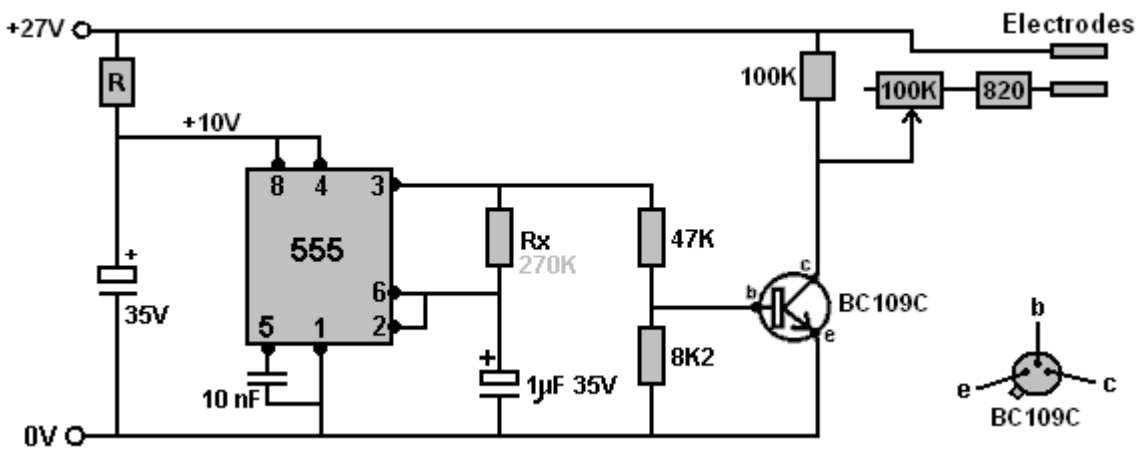 +27V
Electrodes
R
100K
100K
820
+10V
8
4
3
555
47K
Rx
270K
+
35V
6
2
5
1
b
c
e
BC109C
10 nF
+
1µF 35V
8K2
b
e
c
BC109C
0V